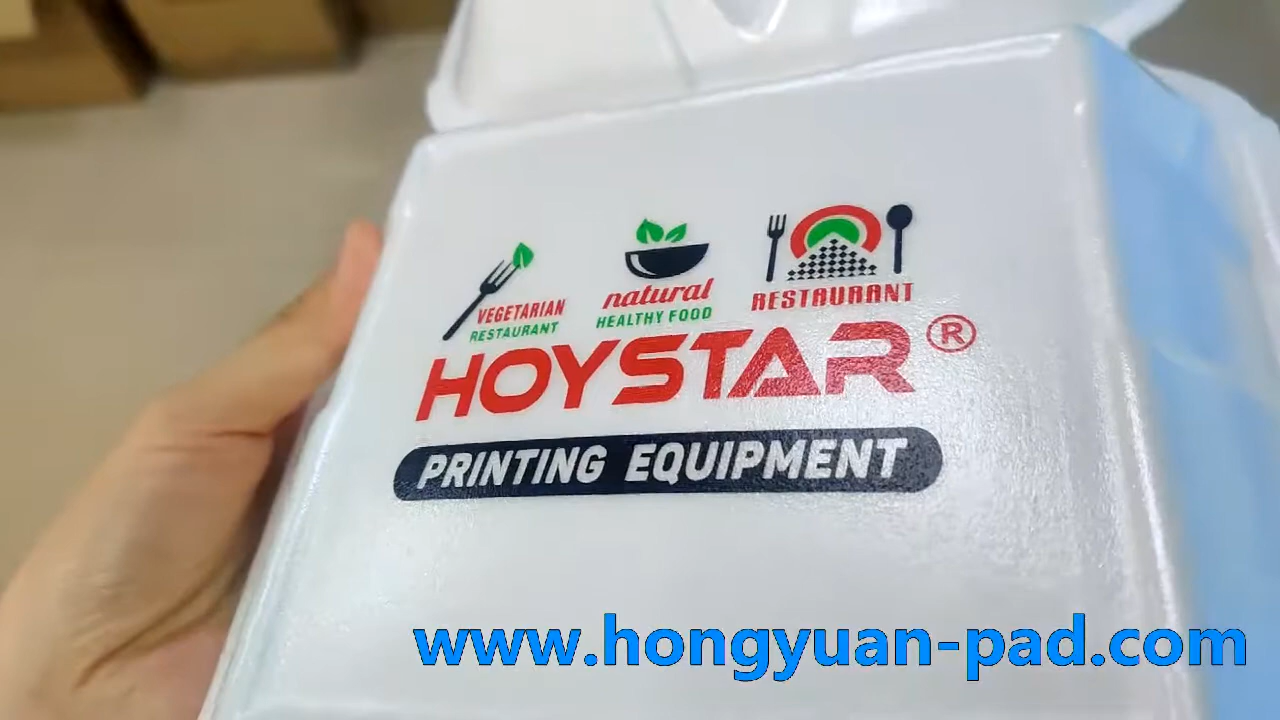 VEGETARIAN
RESTAURANT
natural
HEALTHY FOOD
RESTAURANT
HOYSTAR®
PRINTING EQUIPMENT
www.hongyuan-pad.com